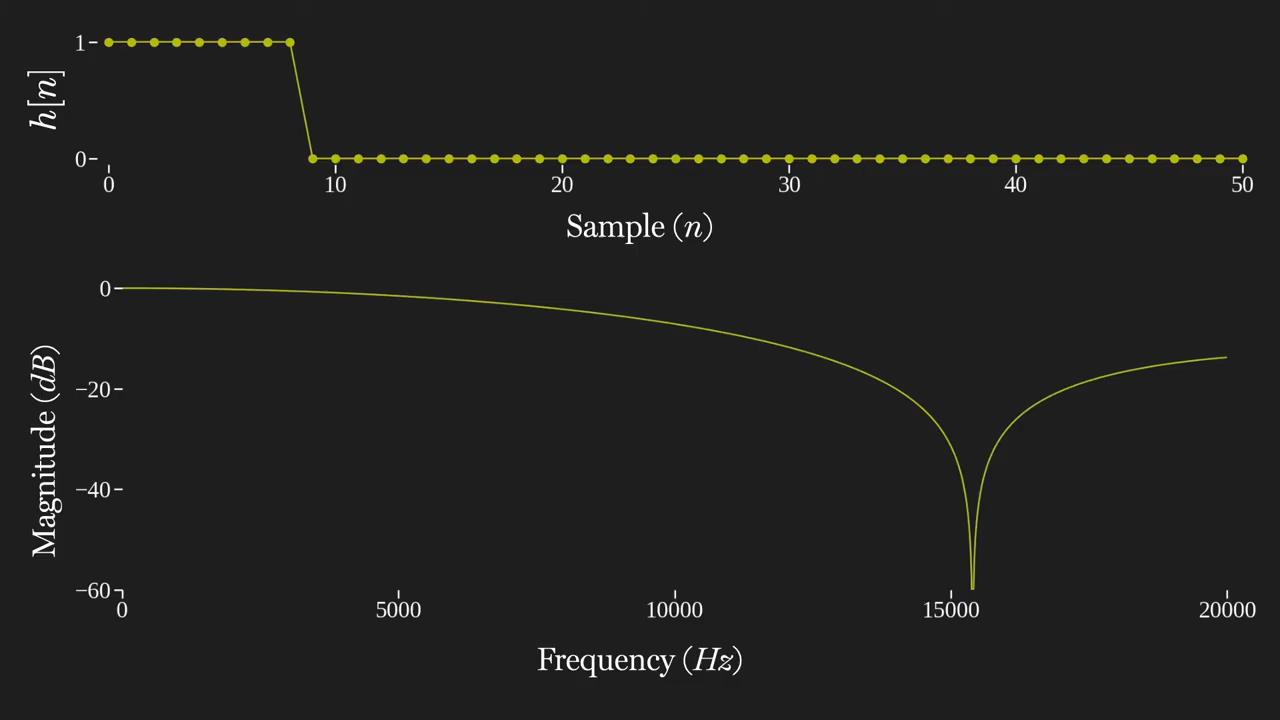 1
h[n]
0
0 10 20 30 40 50
Sample (n)
0
−20
Magnitude (dB)
−40
−60
0 5000 10000 15000 20000
Frequency (Hz)